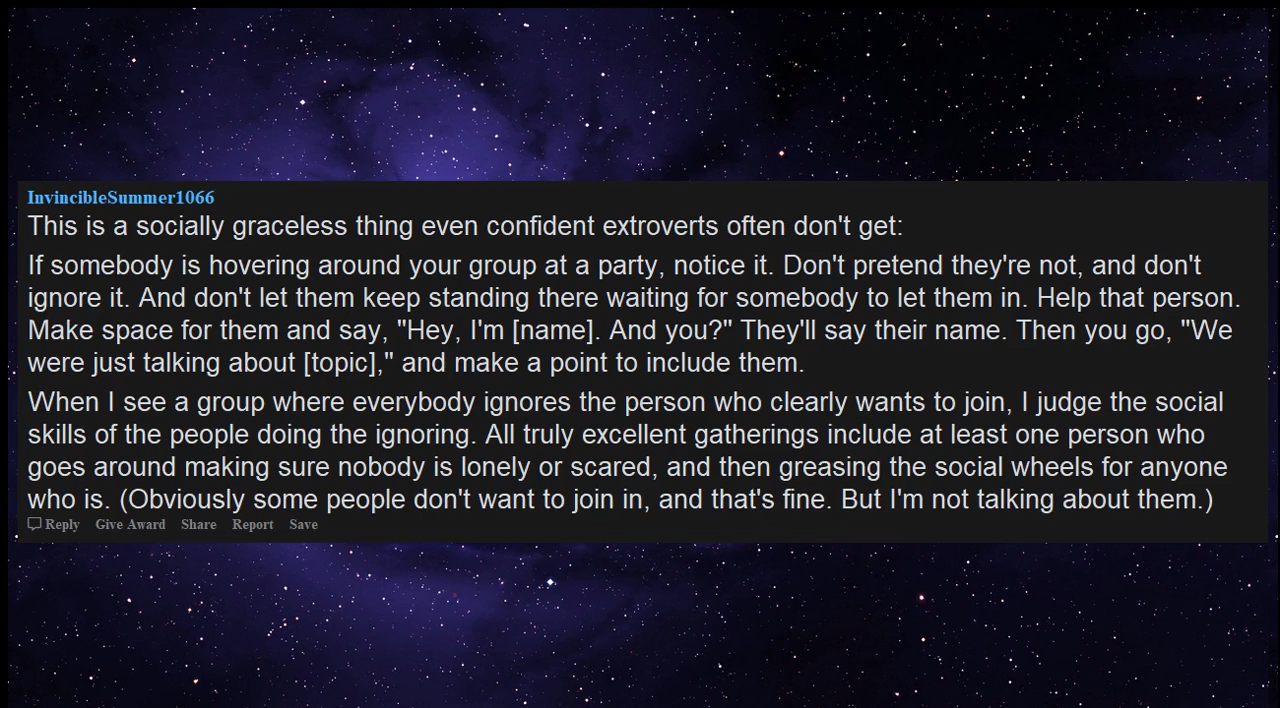 InvincibleSummer1066
This is a socially graceless thing even confident extroverts often don't get:
If somebody is hovering around your group at a party, notice it. Don't pretend they're not, and don't
ignore it. And don't let them keep standing there waiting for somebody to let them in. Help that person.
Make space for them and say, "Hey, I'm [name]. And you?" They'll say their name. Then you go, "We
were just talking about [topic]," and make a point to include them.
When I see a group where everybody ignores the person who clearly wants to join, I judge the social
skills of the people doing the ignoring. All truly excellent gatherings include at least one person who
goes around making sure nobody is lonely or scared, and then greasing the social wheels for anyone
who is. (Obviously some people don't want to join in, and that's fine. But I'm not talking about them.)
Reply Give Award Share Report Save